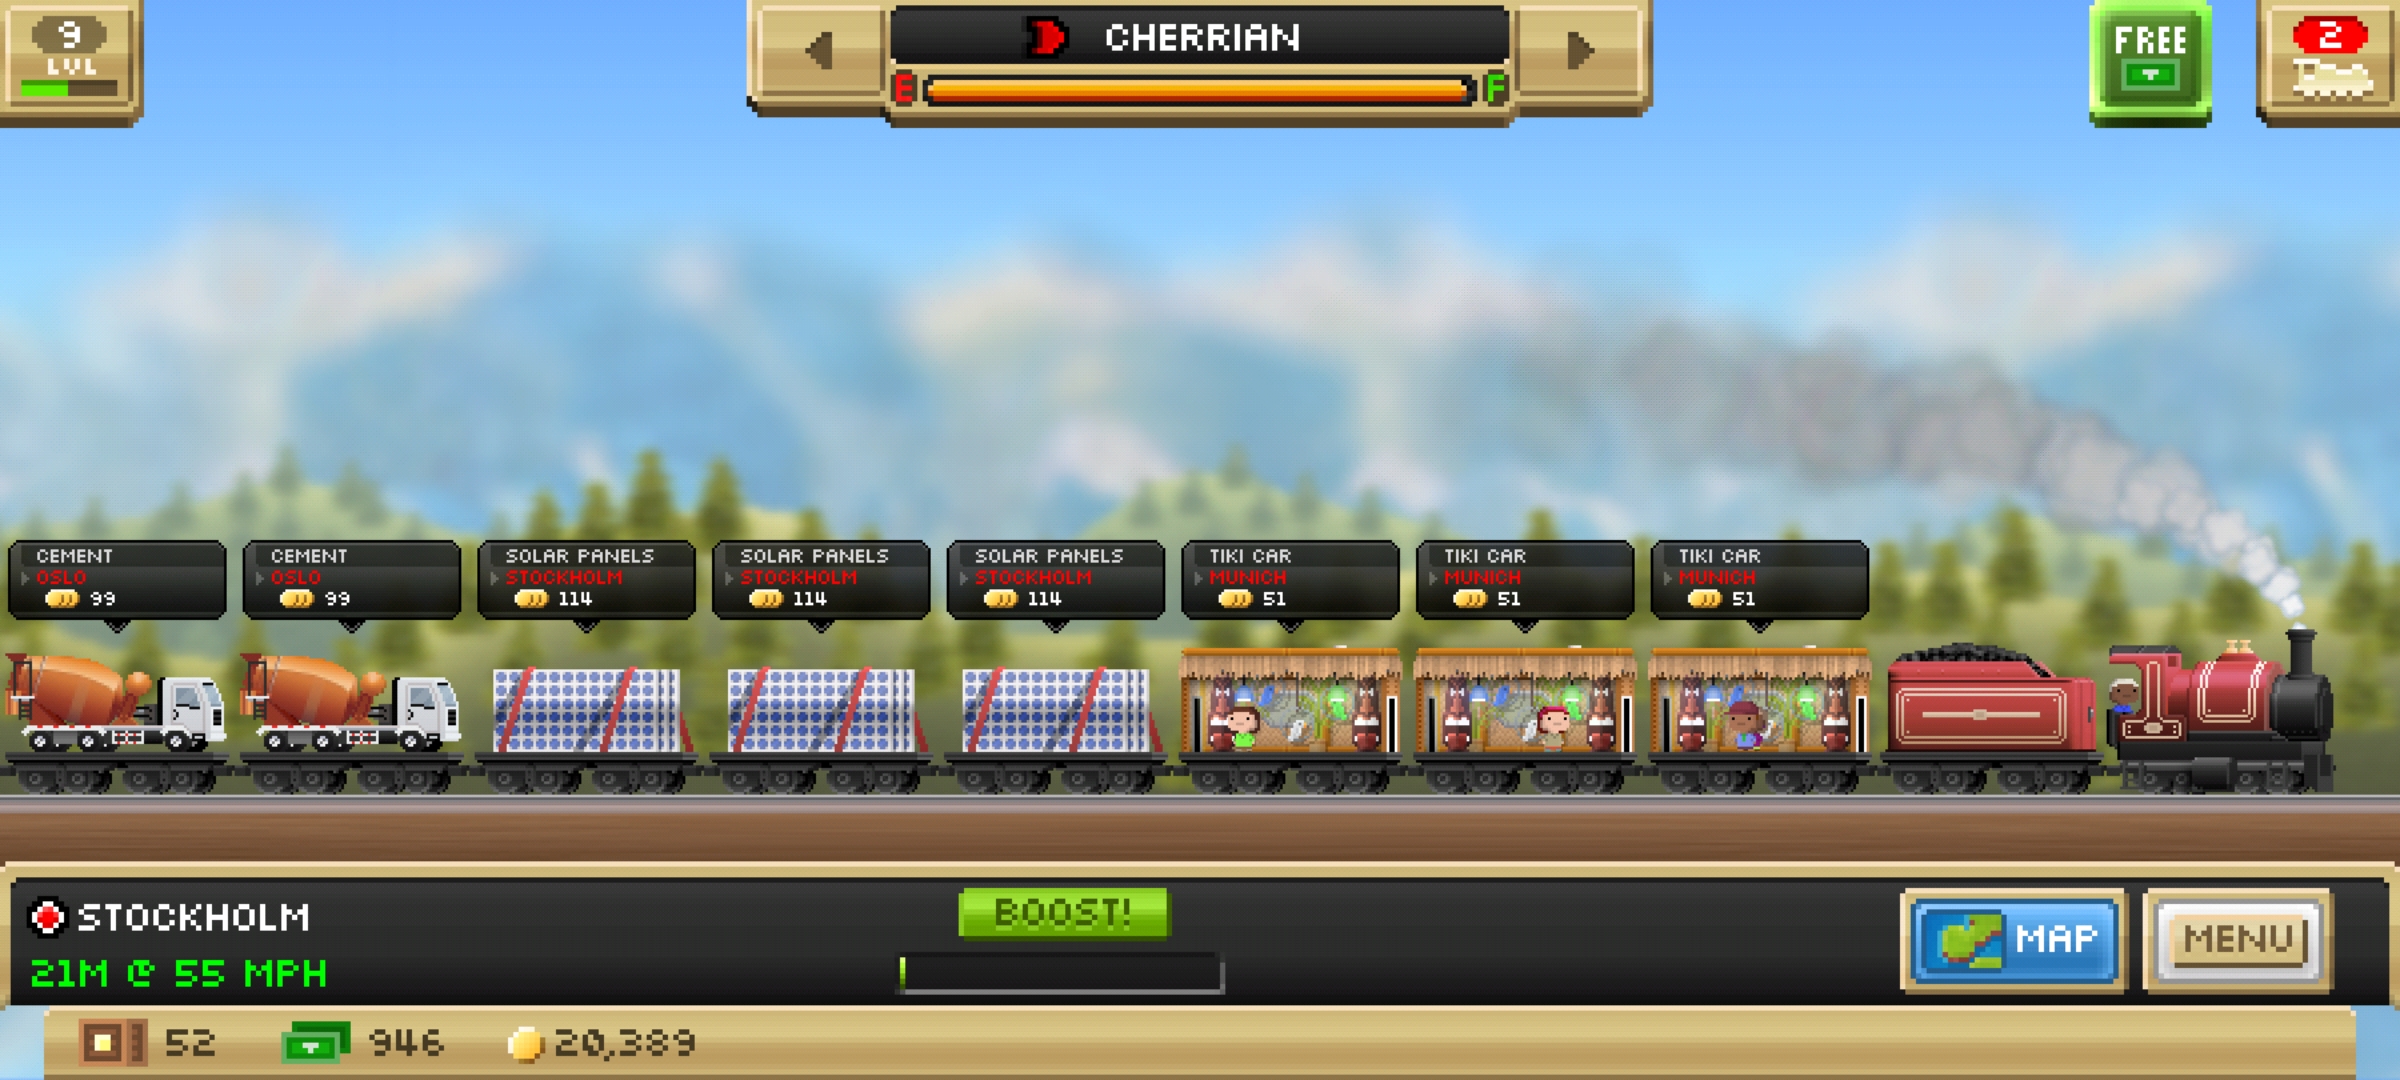 9
LVL
CHERRIAN
E F
FREE
2
CEMENT
OSLO
99
CEMENT
OSLO
99
SOLAR PANELS
STOCKHOLM
114
SOLAR PANELS
STOCKHOLM
114
SOLAR PANELS
STOCKHOLM
114
TIKI CAR
MUNICH
51
TIKI CAR
MUNICH
51
TIKI CAR
MUNICH
51
STOCKHOLM
21M @ 55 MPH
BOOST!
MAP
MENU
52
946
20,389